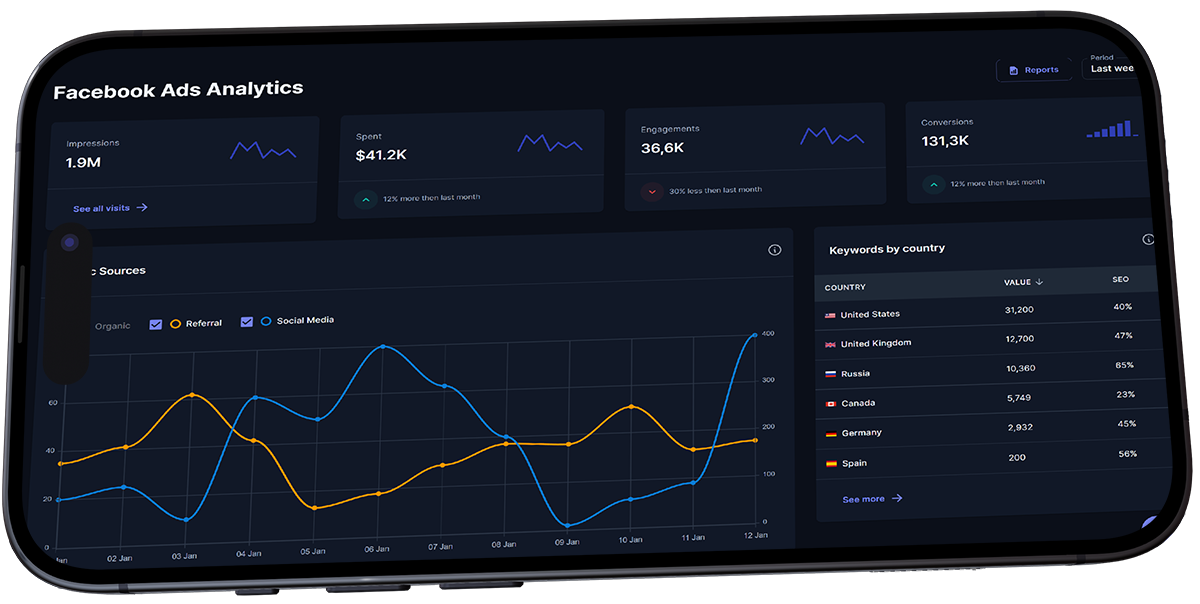 Facebook Ads Analytics
Reports
Period
Last wee
Impressions
1.9M
See all visits
Spent
$41.2K
12% more then last month
Engagements
36,6K
30% less then last month
Conversions
131,3K
12% more then last month
c Sources
Organic
Referral
Social Media
60
40
20
0
400
300
200
100
0
Jan
02 Jan
03 Jan
04 Jan
05 Jan
06 Jan
07 Jan
08 Jan
09 Jan
10 Jan
11 Jan
12 Jan
Keywords by country
COUNTRY VALUE SEO
United States 31,200 40%
United Kingdom 12,700 47%
Russia 10,360 65%
Canada 5,749 23%
Germany 2,932 45%
Spain 200 56%
See more